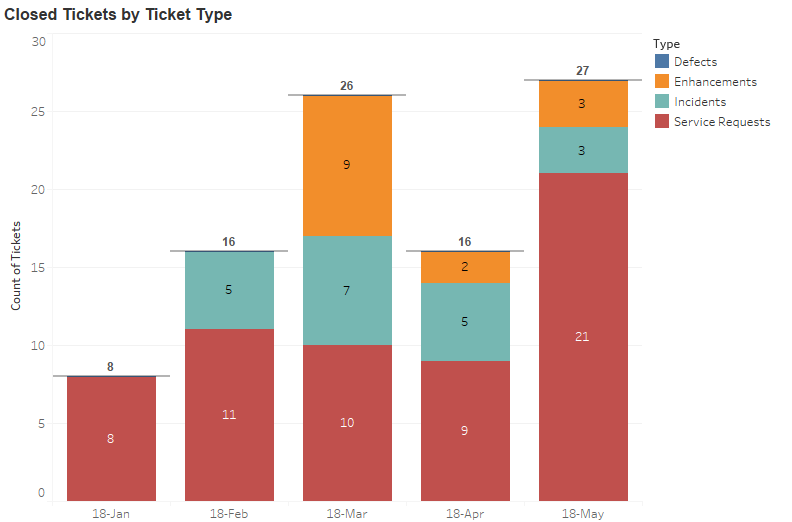 Closed Tickets by Ticket Type
Type
Defects
Enhancements
Incidents
Service Requests
Count of Tickets
30
25
20
15
10
5
0
8
8
16
5
11
26
9
7
10
16
2
5
9
27
3
3
21
18-Jan
18-Feb
18-Mar
18-Apr
18-May